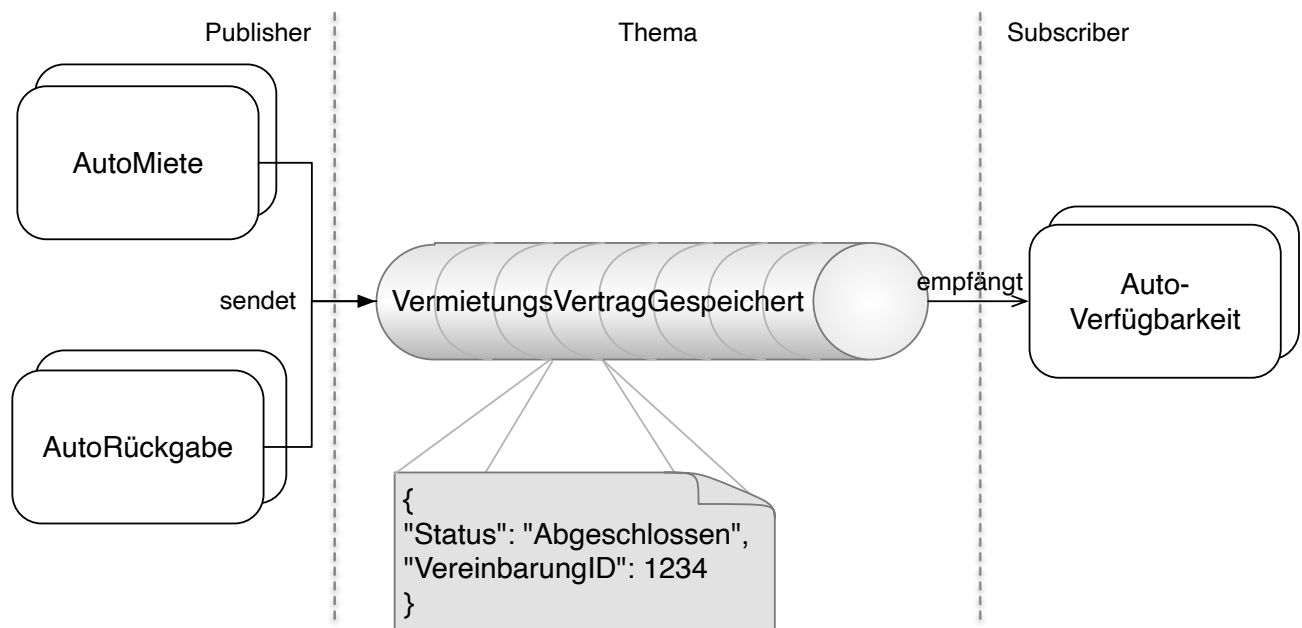 Publisher
Thema
Subscriber
AutoMiete
sendet
AutoRückgabe
VermietungsVertragGespeichert
empfängt
Auto-
Verfügbarkeit
{
"Status": "Abgeschlossen",
"VereinbarungID": 1234
}